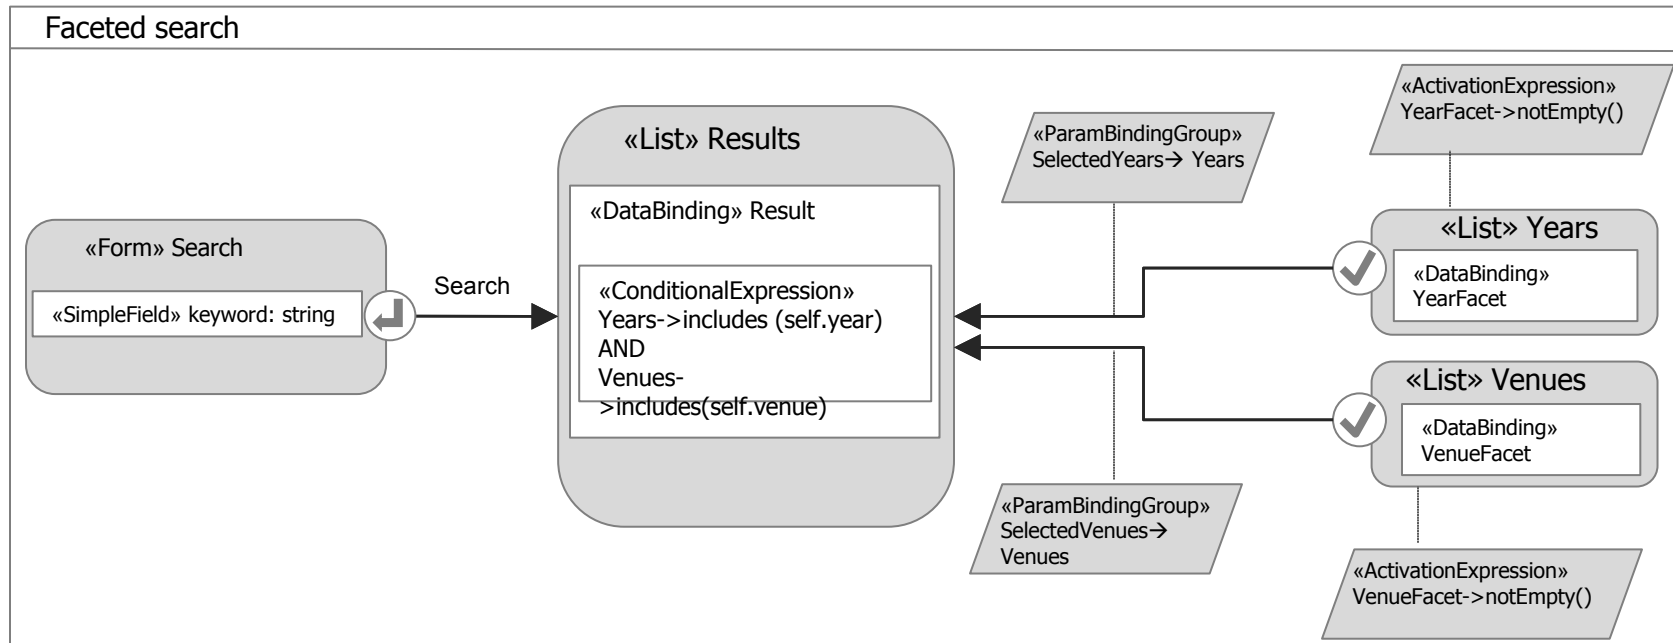 Faceted search
«Form» Search
«SimpleField» keyword: string
Search
«List» Results
«DataBinding» Result
«ConditionalExpression»
Years->includes (self.year)
AND
Venues-
>includes(self.venue)
«ParamBindingGroup»
SelectedYears→ Years
«ParamBindingGroup»
SelectedVenues→
Venues
«ActivationExpression»
YearFacet->notEmpty()
«List» Years
«DataBinding»
YearFacet
«List» Venues
«DataBinding»
VenueFacet
«ActivationExpression»
VenueFacet->notEmpty()